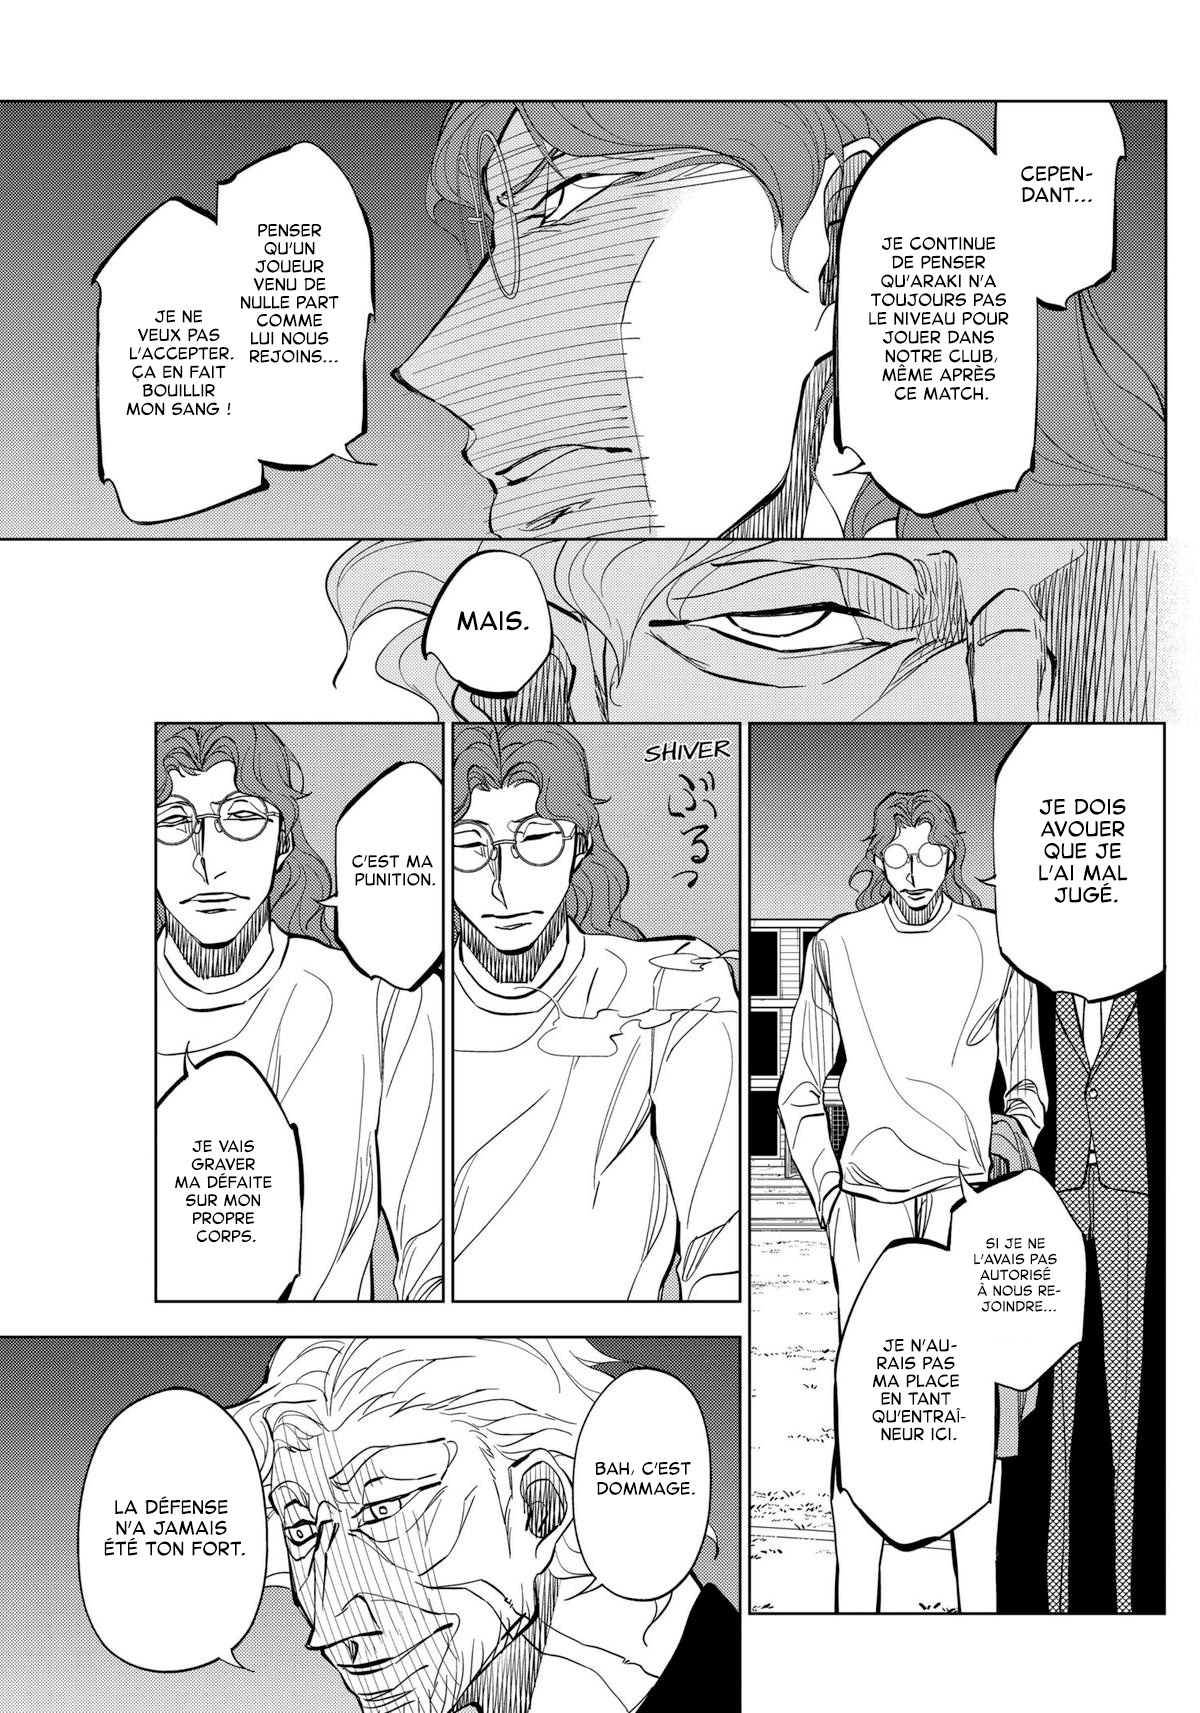 CEPEN-
DANT...
JE CONTINUE
DE PENSER
QU'ARAKI N'A
TOUJOURS PAS
LE NIVEAU POUR
JOUER DANS
NOTRE CLUB,
MÊME APRÈS
CE MATCH.
PENSER
QU'UN
JOUEUR
VENU DE
NULLE PART
COMME
LUI NOUS
REJOINS...
JE NE
VEUX PAS
L'ACCEPTER.
ÇA EN FAIT
BOUILLIR
MON SANG !
MAIS.
JE DOIS
AVOUER
QUE JE
L'AI MAL
JUGÉ.
SI JE NE
L'AVAIS PAS
AUTORISÉ
À NOUS RE-
JOINDRE...
JE N'AU-
RAIS PAS
MA PLACE
EN TANT
QU'ENTRAÎ-
NEUR ICI.
SHIVER
ぶるっ
C'EST MA
PUNITION.
JE VAIS
GRAVER
MA DÉFAITE
SUR MON
PROPRE
CORPS.
BAH, C'EST
DOMMAGE.
LA DÉFENSE
N'A JAMAIS
ÉTÉ TON FORT.